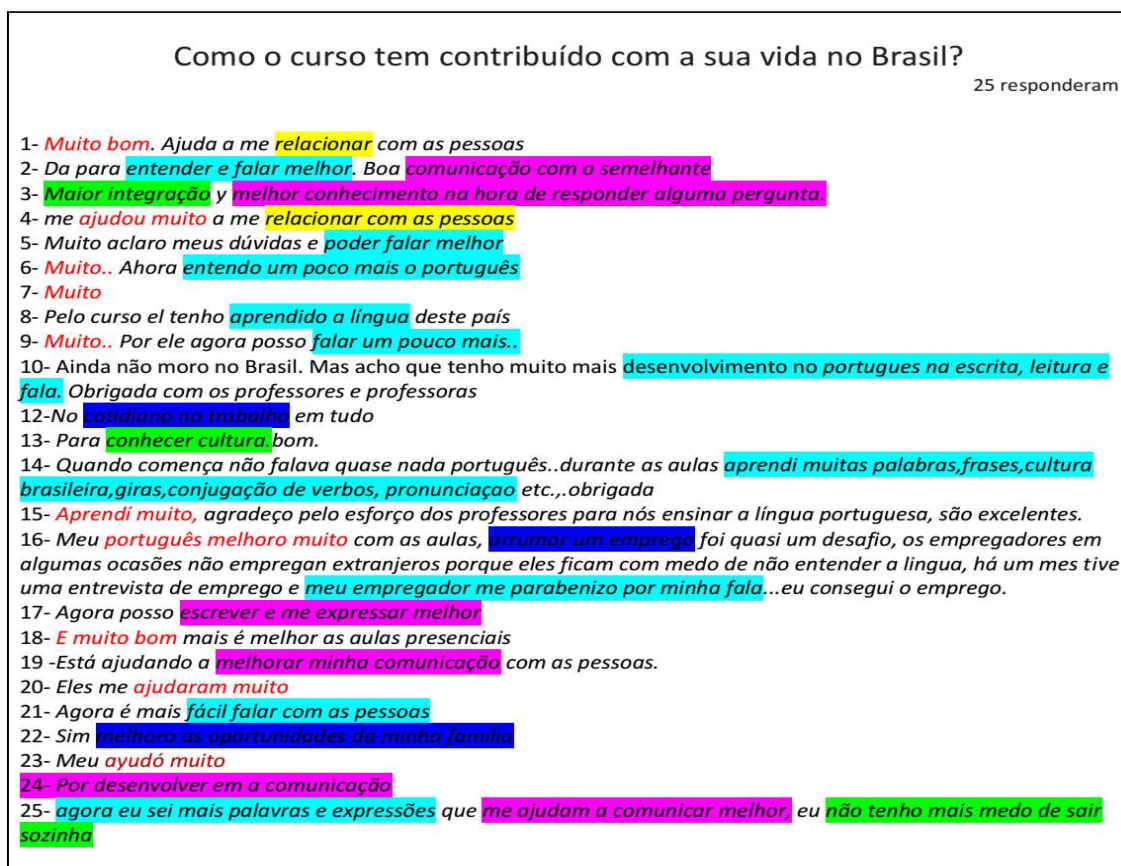 Como o curso tem contribuído com a sua vida no Brasil?
25 responderam
1- Muito bom. Ajuda a me relacionar com as pessoas
2- Da para entender e falar melhor. Boa comunicação com o semelhante
3- Maior integração y melhor conhecimento na hora de responder alguma pergunta.
4- me ajudou muito a me relacionar com as pessoas
5- Muito aclaro meus dúvidas e poder falar melhor
6- Muito.. Ahora entendo um poco mais o português
7- Muito
8- Pelo curso el tenho aprendido a língua deste país
9- Muito.. Por ele agora posso falar um pouco mais..
10- Ainda não moro no Brasil. Mas acho que tenho muito mais desenvolvimento no portugues na escrita, leitura e
fala. Obrigada com os professores e professoras
12-No cotidiano no trabalho em tudo
13- Para conhecer cultura.bom.
14- Quando começa não falava quase nada português..durante as aulas aprendi muitas palabras,frases,cultura
brasileira,giras,conjugação de verbos, pronunciaçao etc.,.obrigada
15- Aprendí muito, agradeço pelo esforço dos professores para nós ensinar a língua portuguesa, são excelentes.
16- Meu português melhoro muito com as aulas, arrumar um emprego foi quasi um desafio, os empregadores em
algumas ocasões não empregan extranjeros porque eles ficam com medo de não entender a lingua, há um mes tive
uma entrevista de emprego e meu empregador me parabenizo por minha fala...eu consegui o emprego.
17- Agora posso escrever e me expressar melhor
18- E muito bom mais é melhor as aulas presenciais
19 -Está ajudando a melhorar minha comunicação com as pessoas.
20- Eles me ajudaram muito
21- Agora é mais fácil falar com as pessoas
22- Sim melhoro as oportunidades da minha família
23- Meu ayudó muito
24- Por desenvolver em a comunicação
25- agora eu sei mais palavras e expressões que me ajudam a comunicar melhor, eu não tenho mais medo de sair
sozinha